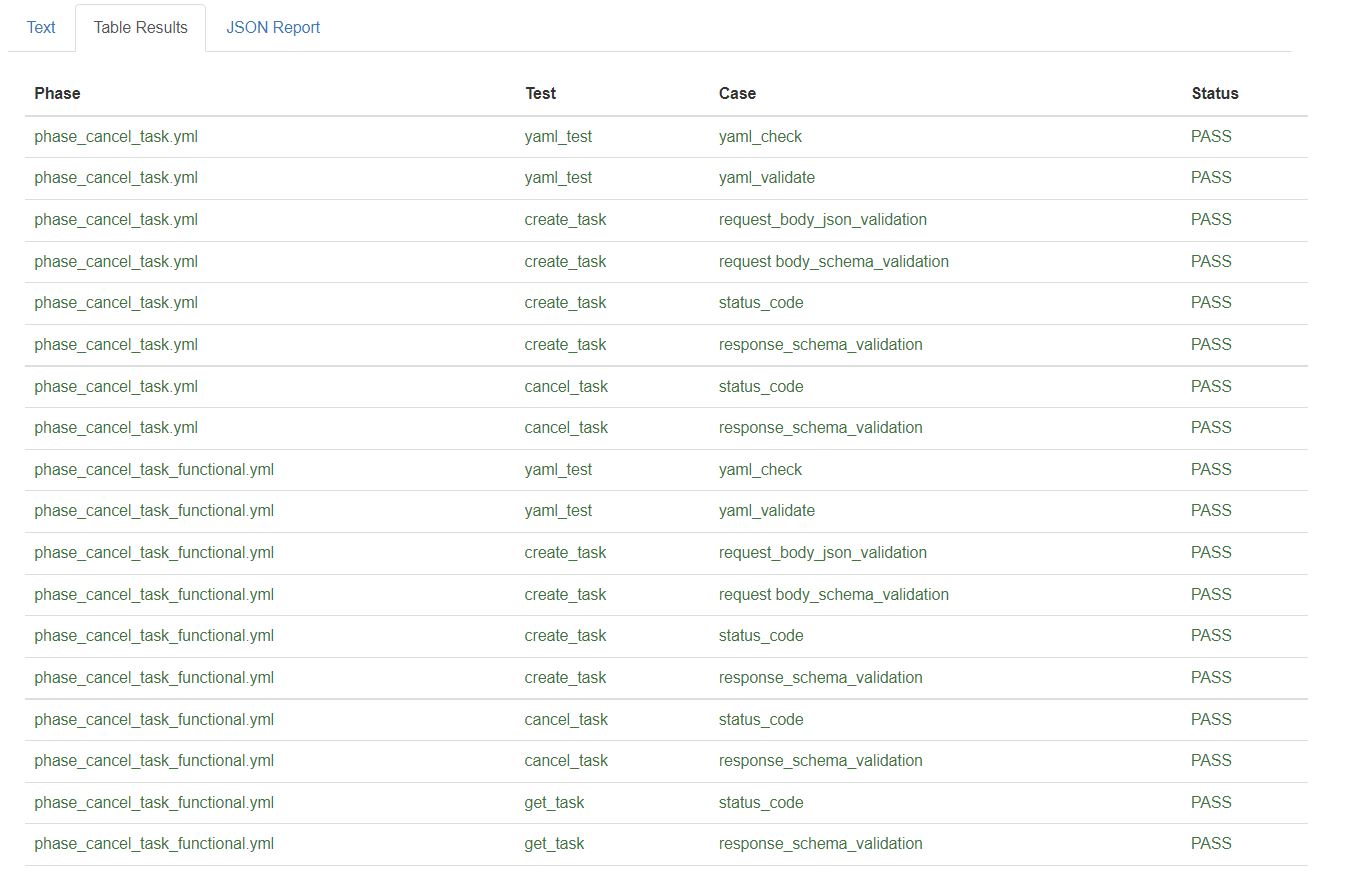 Text Table Results JSON Report
Phase Test Case Status
phase_cancel_task.yml yaml_test yaml_check PASS
phase_cancel_task.yml yaml_test yaml_validate PASS
phase_cancel_task.yml create_task request_body_json_validation PASS
phase_cancel_task.yml create_task request body_schema_validation PASS
phase_cancel_task.yml create_task status_code PASS
phase_cancel_task.yml create_task response_schema_validation PASS
phase_cancel_task.yml cancel_task status_code PASS
phase_cancel_task.yml cancel_task response_schema_validation PASS
phase_cancel_task_functional.yml yaml_test yaml_check PASS
phase_cancel_task_functional.yml yaml_test yaml_validate PASS
phase_cancel_task_functional.yml create_task request_body_json_validation PASS
phase_cancel_task_functional.yml create_task request body_schema_validation PASS
phase_cancel_task_functional.yml create_task status_code PASS
phase_cancel_task_functional.yml create_task response_schema_validation PASS
phase_cancel_task_functional.yml cancel_task status_code PASS
phase_cancel_task_functional.yml cancel_task response_schema_validation PASS
phase_cancel_task_functional.yml get_task status_code PASS
phase_cancel_task_functional.yml get_task response_schema_validation PASS